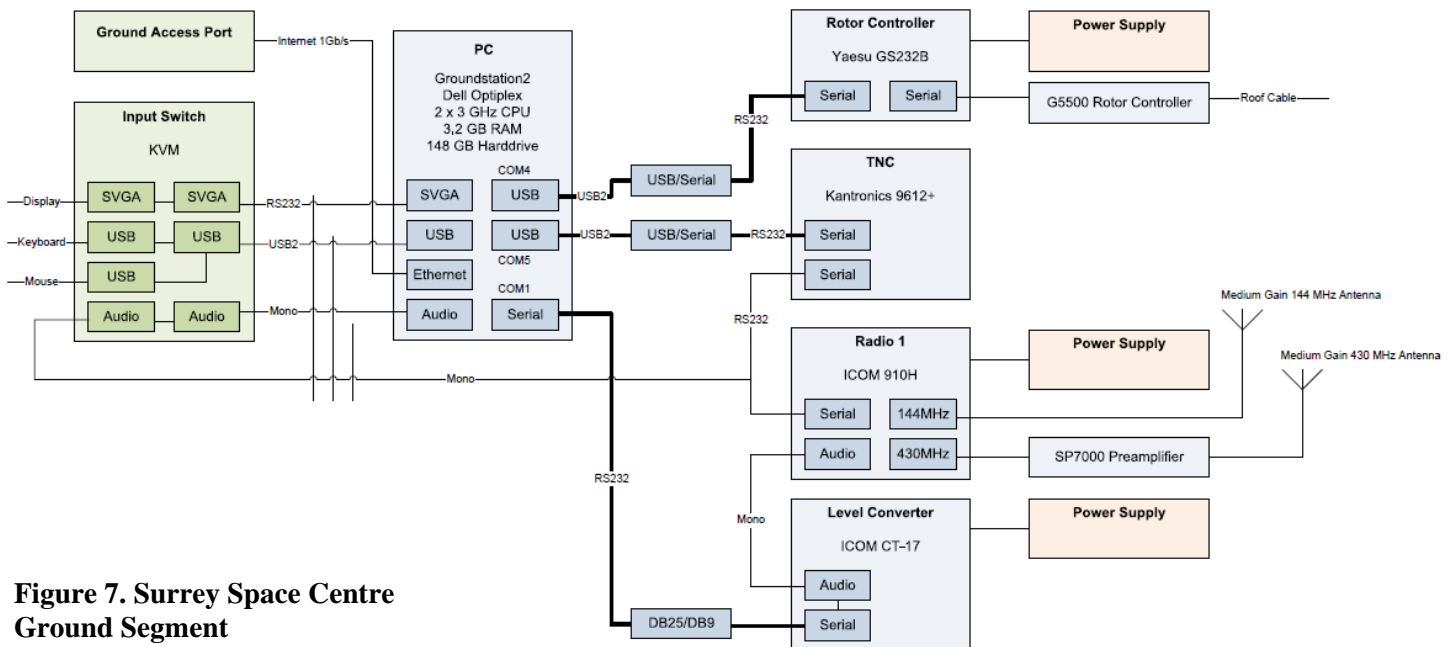 Ground Access Port
Internet 1Gb/s
Input Switch
KVM
SVGA
SVGA
USB
USB
USB
Audio
Audio
Display
Keyboard
Mouse
RS232
USB2
Mono
Mono
PC
Groundstation2
Dell Optiplex
2 x 3 GHz CPU
3,2 GB RAM
148 GB Harddrive
COM4
SVGA
USB
USB
USB
COM5
Ethernet
COM1
Audio
Serial
USB2
USB/Serial
RS232
USB2
USB/Serial
RS232
RS232
RS232
DB25/DB9
Rotor Controller
Yaesu GS232B
Serial
Serial
Power Supply
G5500 Rotor Controller
Roof Cable
TNC
Kantronics 9612+
Serial
Serial
Radio 1
ICOM 910H
Serial
144MHz
Audio
430MHz
Power Supply
Medium Gain 144 MHz Antenna
Medium Gain 430 MHz Antenna
SP7000 Preamplifier
Mono
Level Converter
ICOM CT-17
Audio
Serial
Power Supply
Figure 7. Surrey Space Centre
Ground Segment